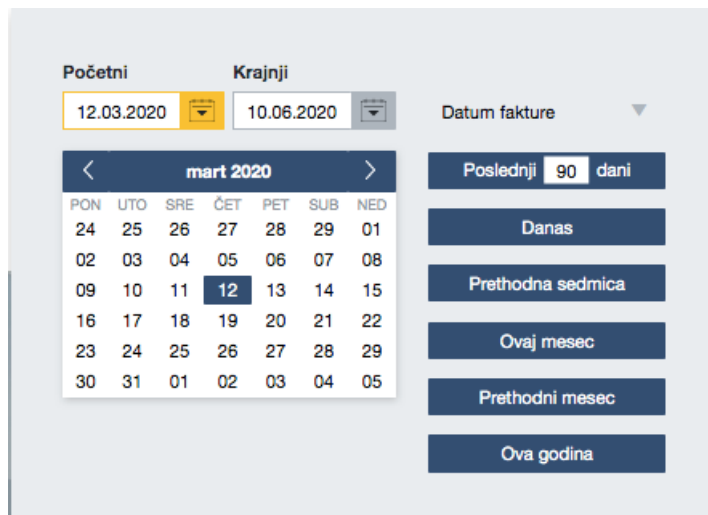 Početni Krajnji
12.03.2020 10.06.2020 Datum fakture
mart 2020
PON UTO SRE ČET PET SUB NED
24 25 26 27 28 29 01
02 03 04 05 06 07 08
09 10 11 12 13 14 15
16 17 18 19 20 21 22
23 24 25 26 27 28 29
30 31 01 02 03 04 05
Poslednji 90 dani
Danas
Prethodna sedmica
Ovaj mesec
Prethodni mesec
Ova godina